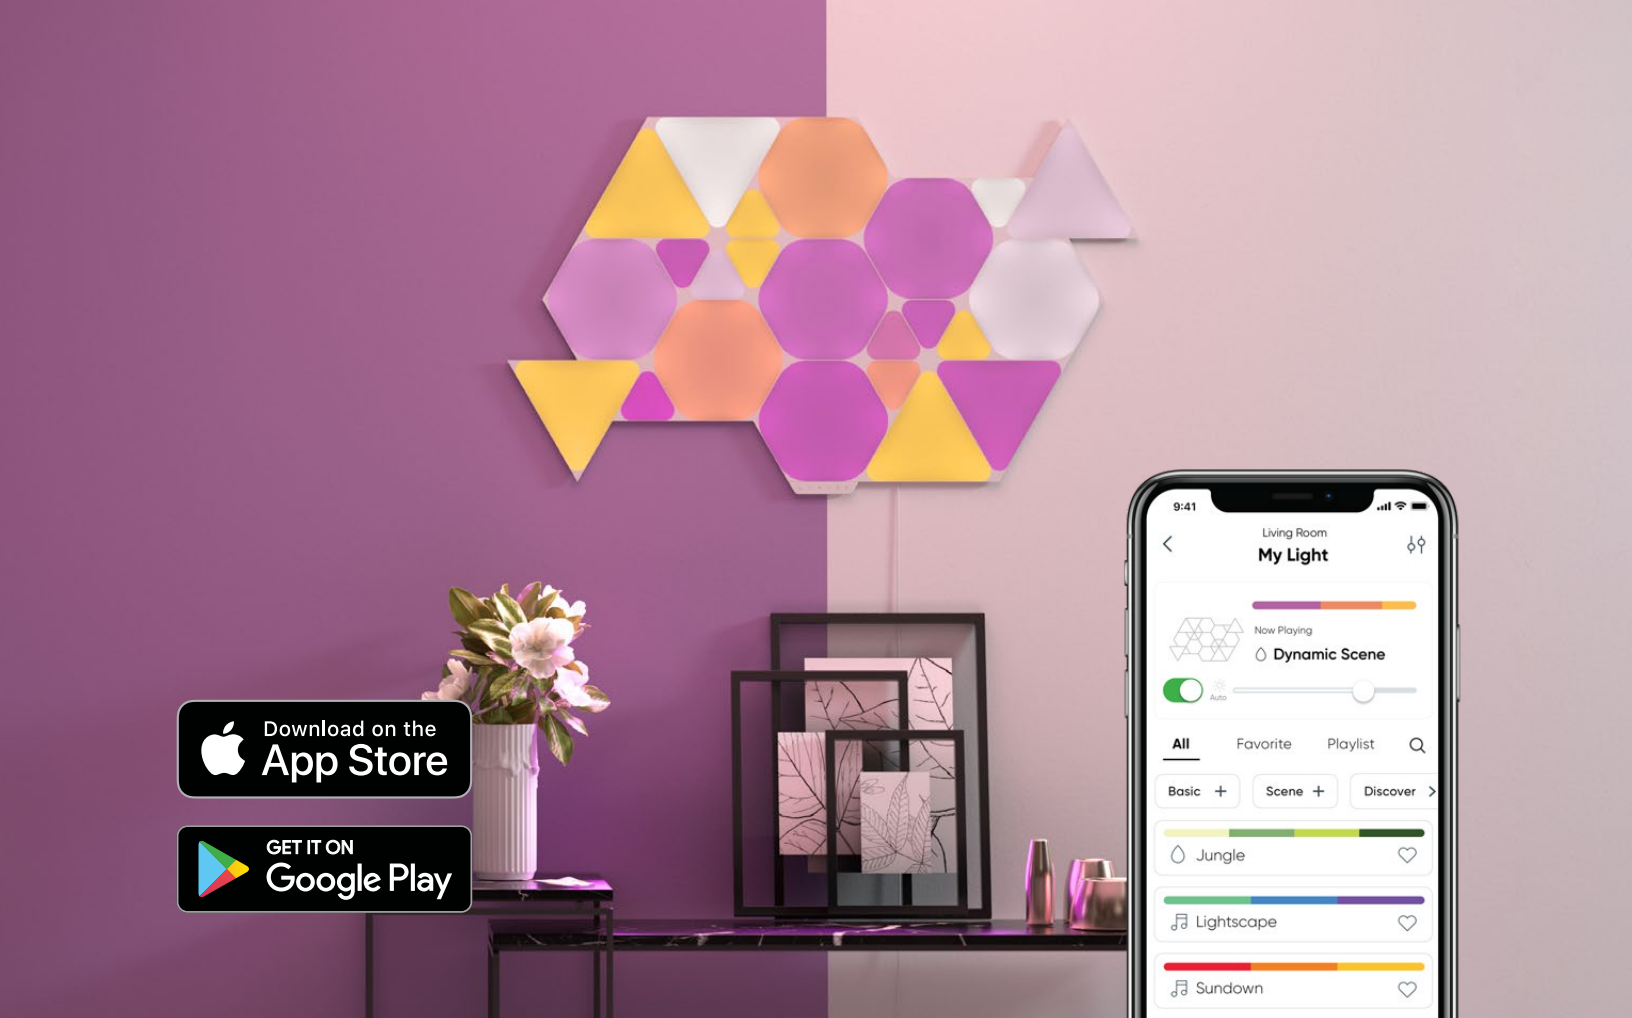 Download on the
App Store
GET IT ON
Google Play
9:41
Living Room
My Light
Now Playing
Dynamic Scene
Auto
All Favorite Playlist
Basic + Scene + Discover
Jungle
Lightscape
Sundown